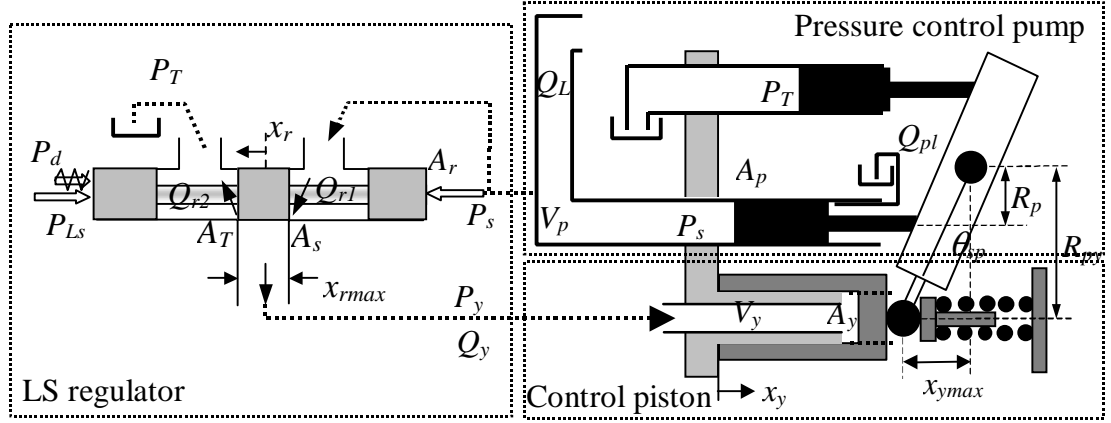 Pressure control pump
P_T
Q_L
P_T
x_r
Q_pl
P_d
A_r
A_p
R_p
Q_r2
Q_r1
P_Ls
P_s
V_p
P_s
A_T
A_s
θ_sp
R_py
x_rmax
P_y
V_y
A_y
Q_y
LS regulator
Control piston
x_y
x_ymax